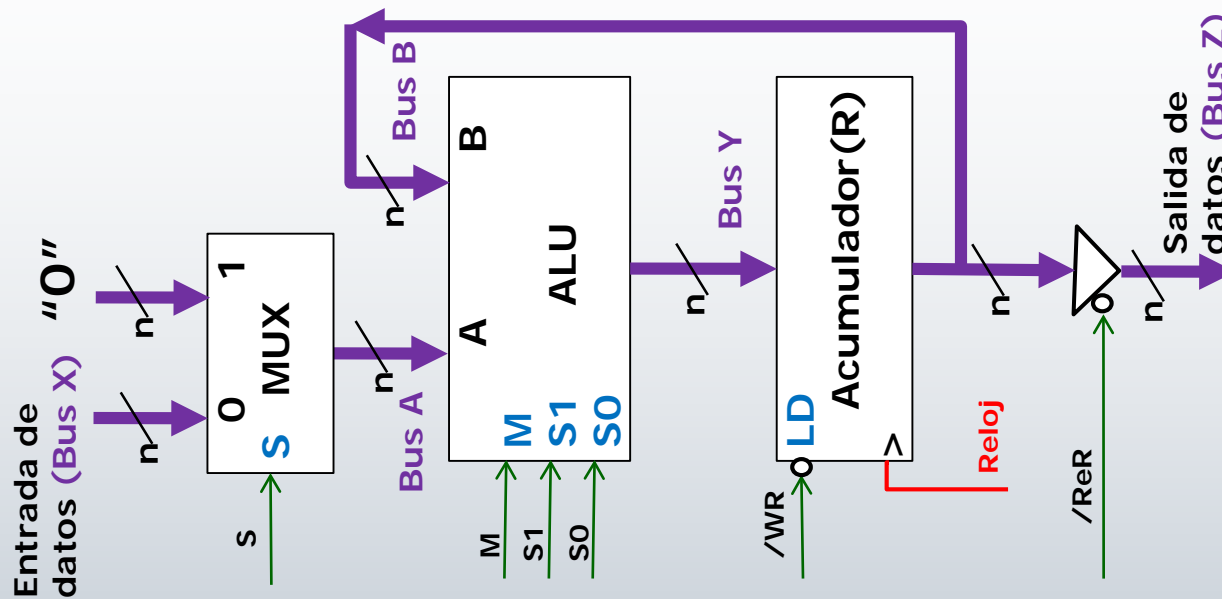 Entrada de
datos (Bus X)
"0"
n
n
0
1
S
MUX
s
Bus A
n
Bus B
n
A
B
ALU
M
S1
S0
M
S1
S0
Bus Y
n
Acumulador(R)
LD
>
/WR
Reloj
n
/ReR
n
Salida de
datos (Bus Z)